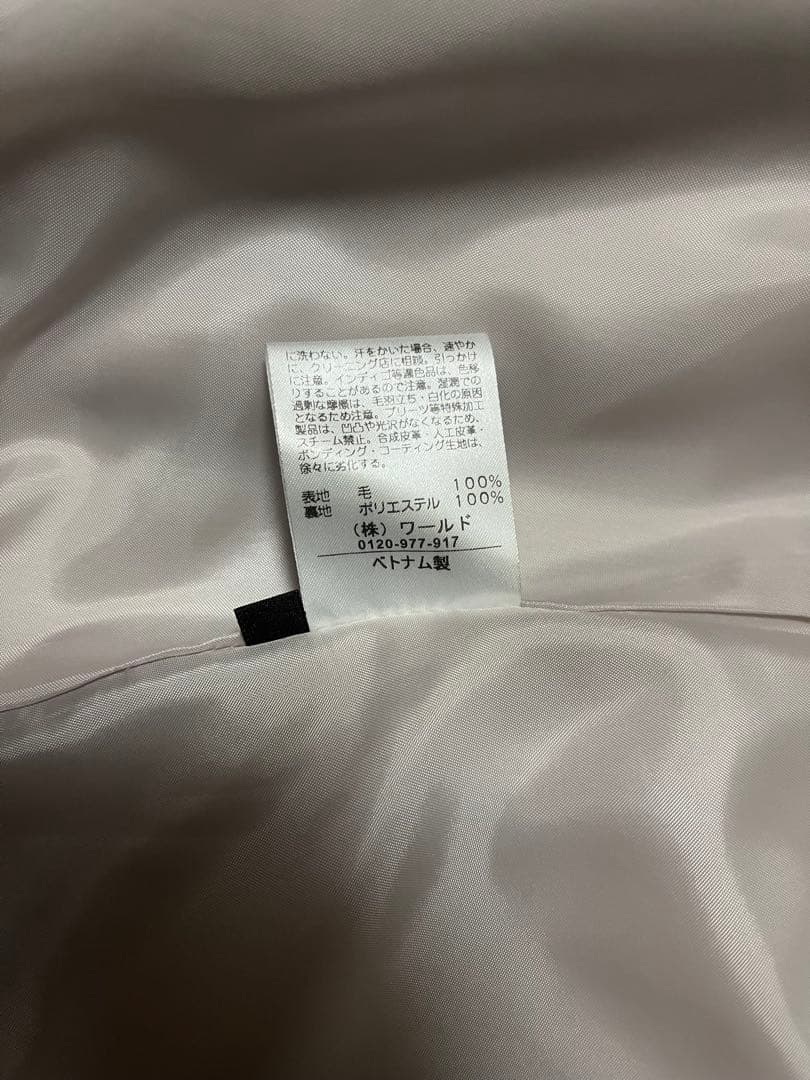 に洗わない。汗をかいた場合、速やか
に、クリーニング店に相談。引っかけ
に注意。インディゴ等濃色品は、色移
りすることがあるので注意。湿潤での
過剰な摩擦は、毛羽立ち・白化の原因
となるため注意。プリーツ等特殊加工
製品は、凹凸や光沢がなくなるため、
スチーム禁止。合成皮革・人工皮革・
ボンディング・コーティング生地は、
徐々に劣化する。
表地 毛 100%
裏地 ポリエステル 100%
(株) ワールド
0120-977-917
ベトナム製